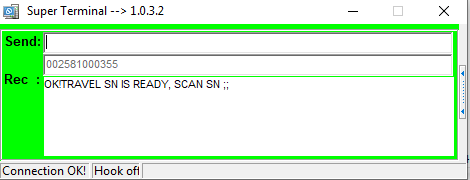 Super Terminal --> 1.0.3.2
Send:
002581000355
Rec :
OK!TRAVEL SN IS READY, SCAN SN ;;
Connection OK! Hook of!